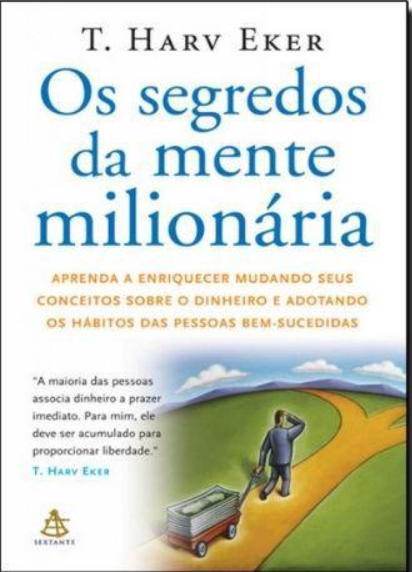 T. Harv Eker
Os segredos
da mente
milionária
APRENDA A ENRIQUECER MUDANDO SEUS
CONCEITOS SOBRE O DINHEIRO E ADOTANDO
OS HÁBITOS DAS PESSOAS BEM-SUCEDIDAS
"A maioria das pessoas
associa dinheiro a prazer
imediato. Para mim, ele
deve ser acumulado para
proporcionar liberdade."
T. Harv Eker
SEXTANTE